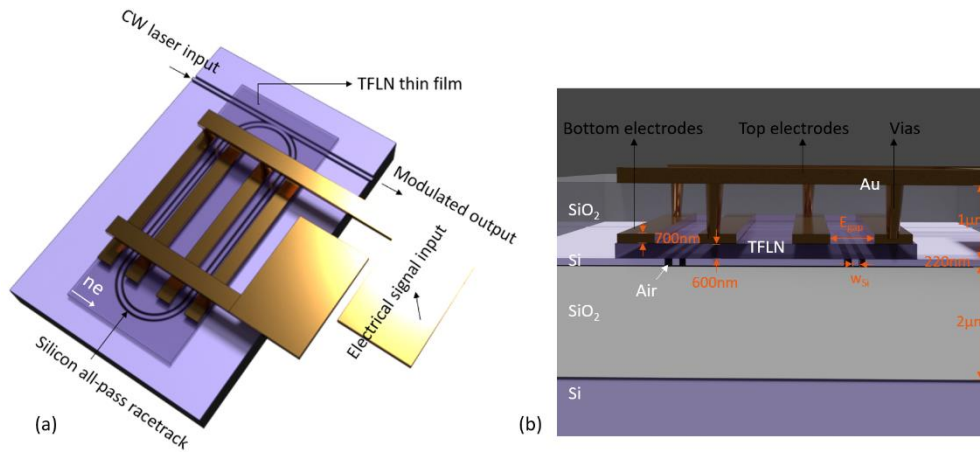 CW laser input
TFLN thin film
Modulated output
Electrical signal input
ne
Silicon all-pass racetrack
(a)
Bottom electrodes
Top electrodes
Vias
Au
SiO2
1μm
700nm
Egap
TFLN
Si
220nm
Air
600nm
wSi
SiO2
2μm
Si
(b)